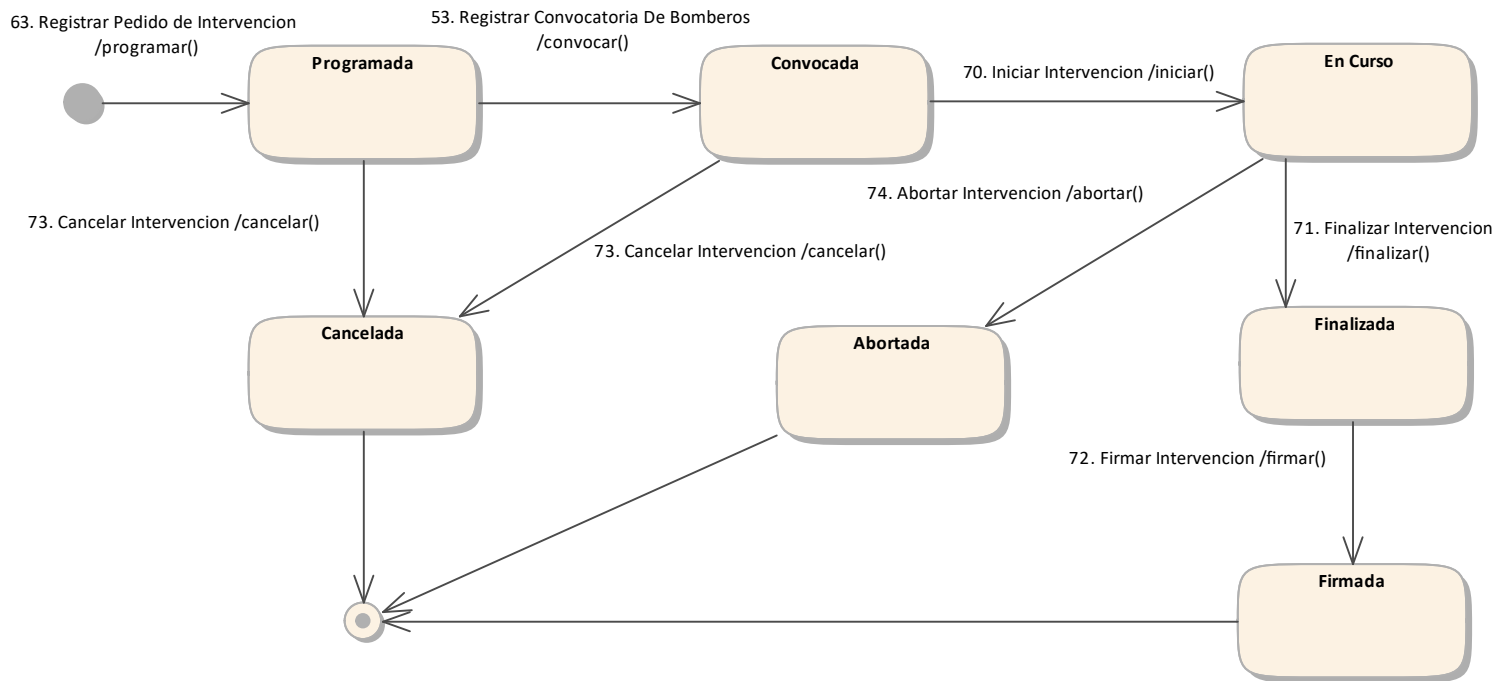 63. Registrar Pedido de Intervencion
/programar()
53. Registrar Convocatoria De Bomberos
/convocar()
Programada
Convocada
70. Iniciar Intervencion /iniciar()
En Curso
73. Cancelar Intervencion /cancelar()
73. Cancelar Intervencion /cancelar()
74. Abortar Intervencion /abortar()
71. Finalizar Intervencion
/finalizar()
Cancelada
Abortada
Finalizada
72. Firmar Intervencion /firmar()
Firmada